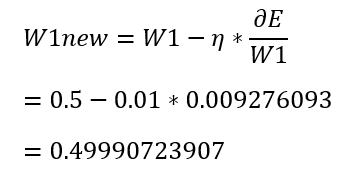 W1new = W1 − η * ∂E/W1
= 0.5 − 0.01 * 0.009276093
= 0.49990723907